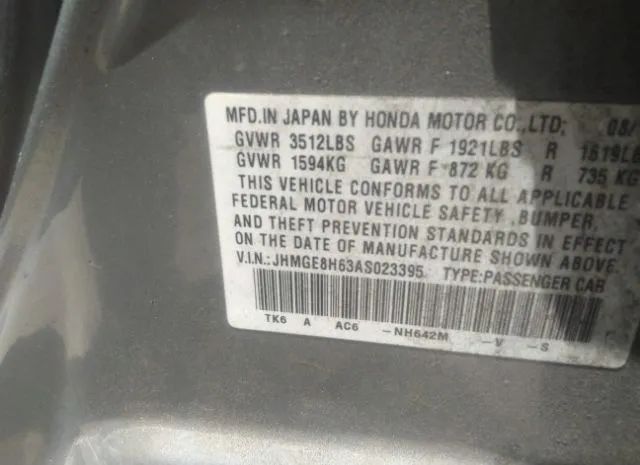 MFD.IN JAPAN BY HONDA MOTOR CO.,LTD; 08/
GVWR 3512LBS GAWR F 1921LBS R 1619LB
GVWR 1594KG GAWR F 872 KG R 735 KG
THIS VEHICLE CONFORMS TO ALL APPLICABLE
FEDERAL MOTOR VEHICLE SAFETY ,BUMPER,
AND THEFT PREVENTION STANDARDS IN EFFECT
ON THE DATE OF MANUFACTURE SHOWN ABOVE
V.I.N.:JHMGE8H63AS023395 TYPE:PASSENGER CAR
TK6 A AC6 -NH642M -V -S